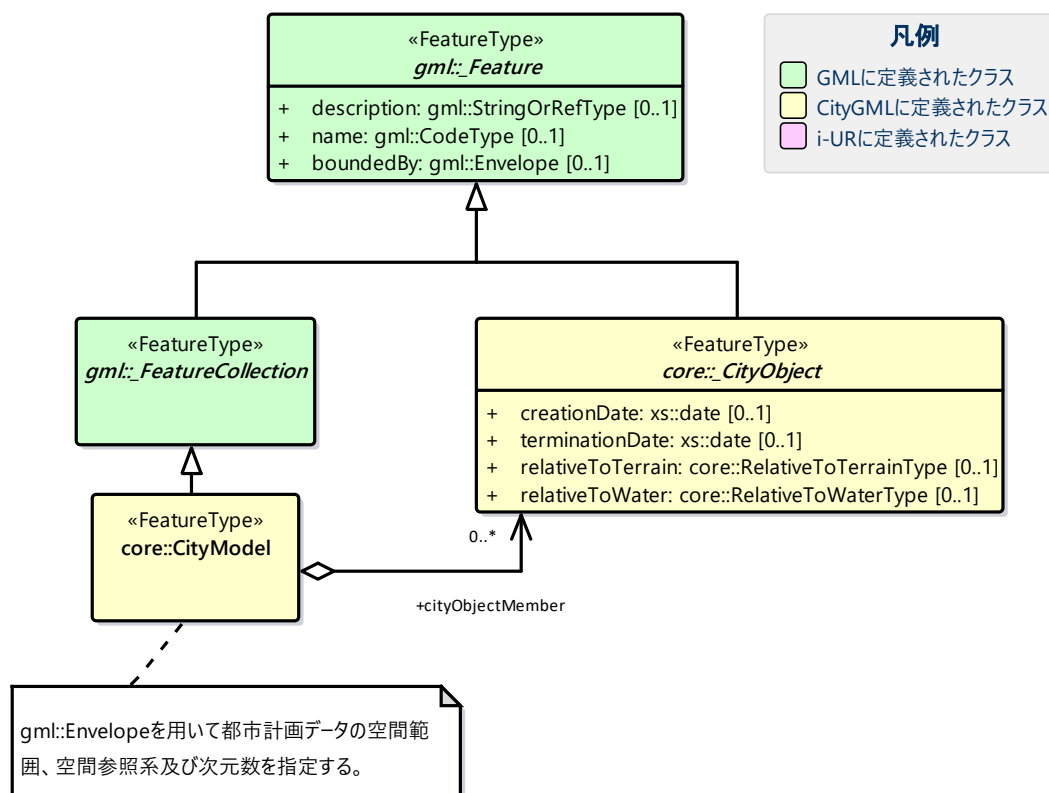 «FeatureType»
gml::_Feature
+ description: gml::StringOrRefType [0..1]
+ name: gml::CodeType [0..1]
+ boundedBy: gml::Envelope [0..1]
凡例
GMLに定義されたクラス
CityGMLに定義されたクラス
i-URに定義されたクラス
«FeatureType»
gml::_FeatureCollection
«FeatureType»
core::_CityObject
+ creationDate: xs::date [0..1]
+ terminationDate: xs::date [0..1]
+ relativeToTerrain: core::RelativeToTerrainType [0..1]
+ relativeToWater: core::RelativeToWaterType [0..1]
«FeatureType»
core::CityModel
0..*
+cityObjectMember
gml::Envelopeを用いて都市計画データの空間範
囲、空間参照系及び次元数を指定する。